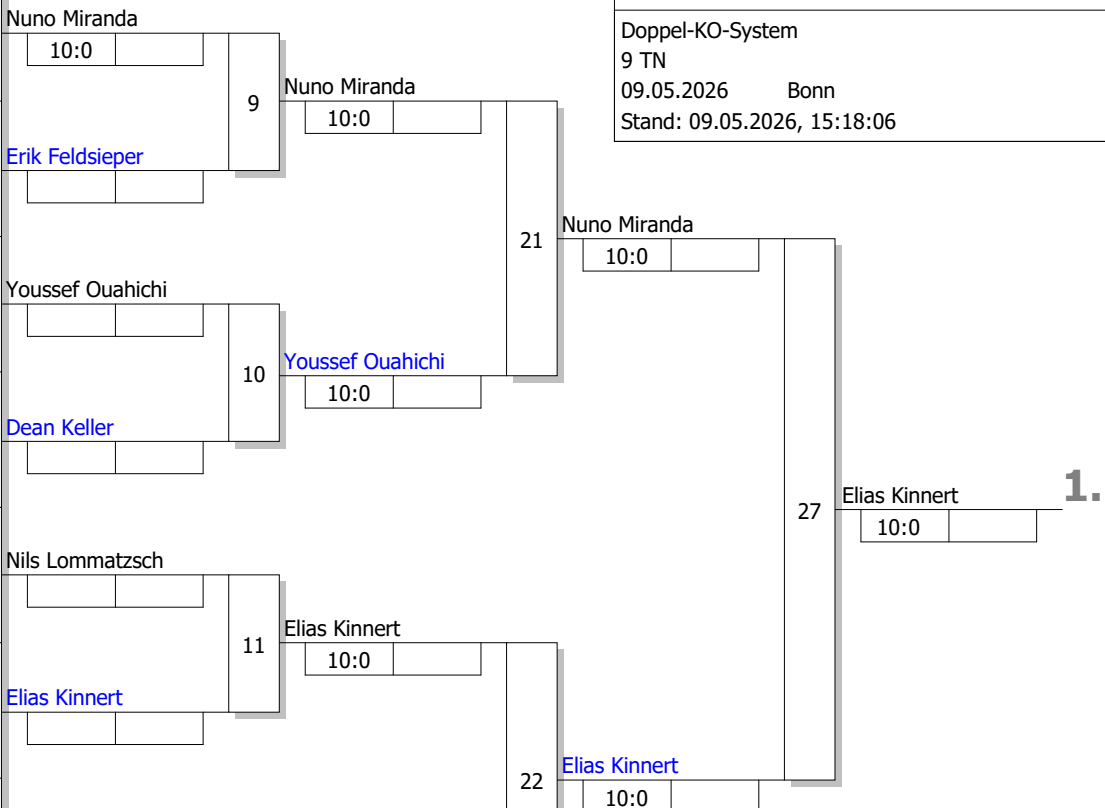 Nuno Miranda
10:0
Doppel-KO-System
9 TN
09.05.2026 Bonn
Stand: 09.05.2026, 15:18:06
9
Nuno Miranda
10:0
Erik Feldsieper
21
Nuno Miranda
10:0
Youssef Ouahichi
10
Youssef Ouahichi
10:0
Dean Keller
27
Elias Kinnert
1.
10:0
Nils Lommatzsch
11
Elias Kinnert
10:0
Elias Kinnert
22
Elias Kinnert
10:0